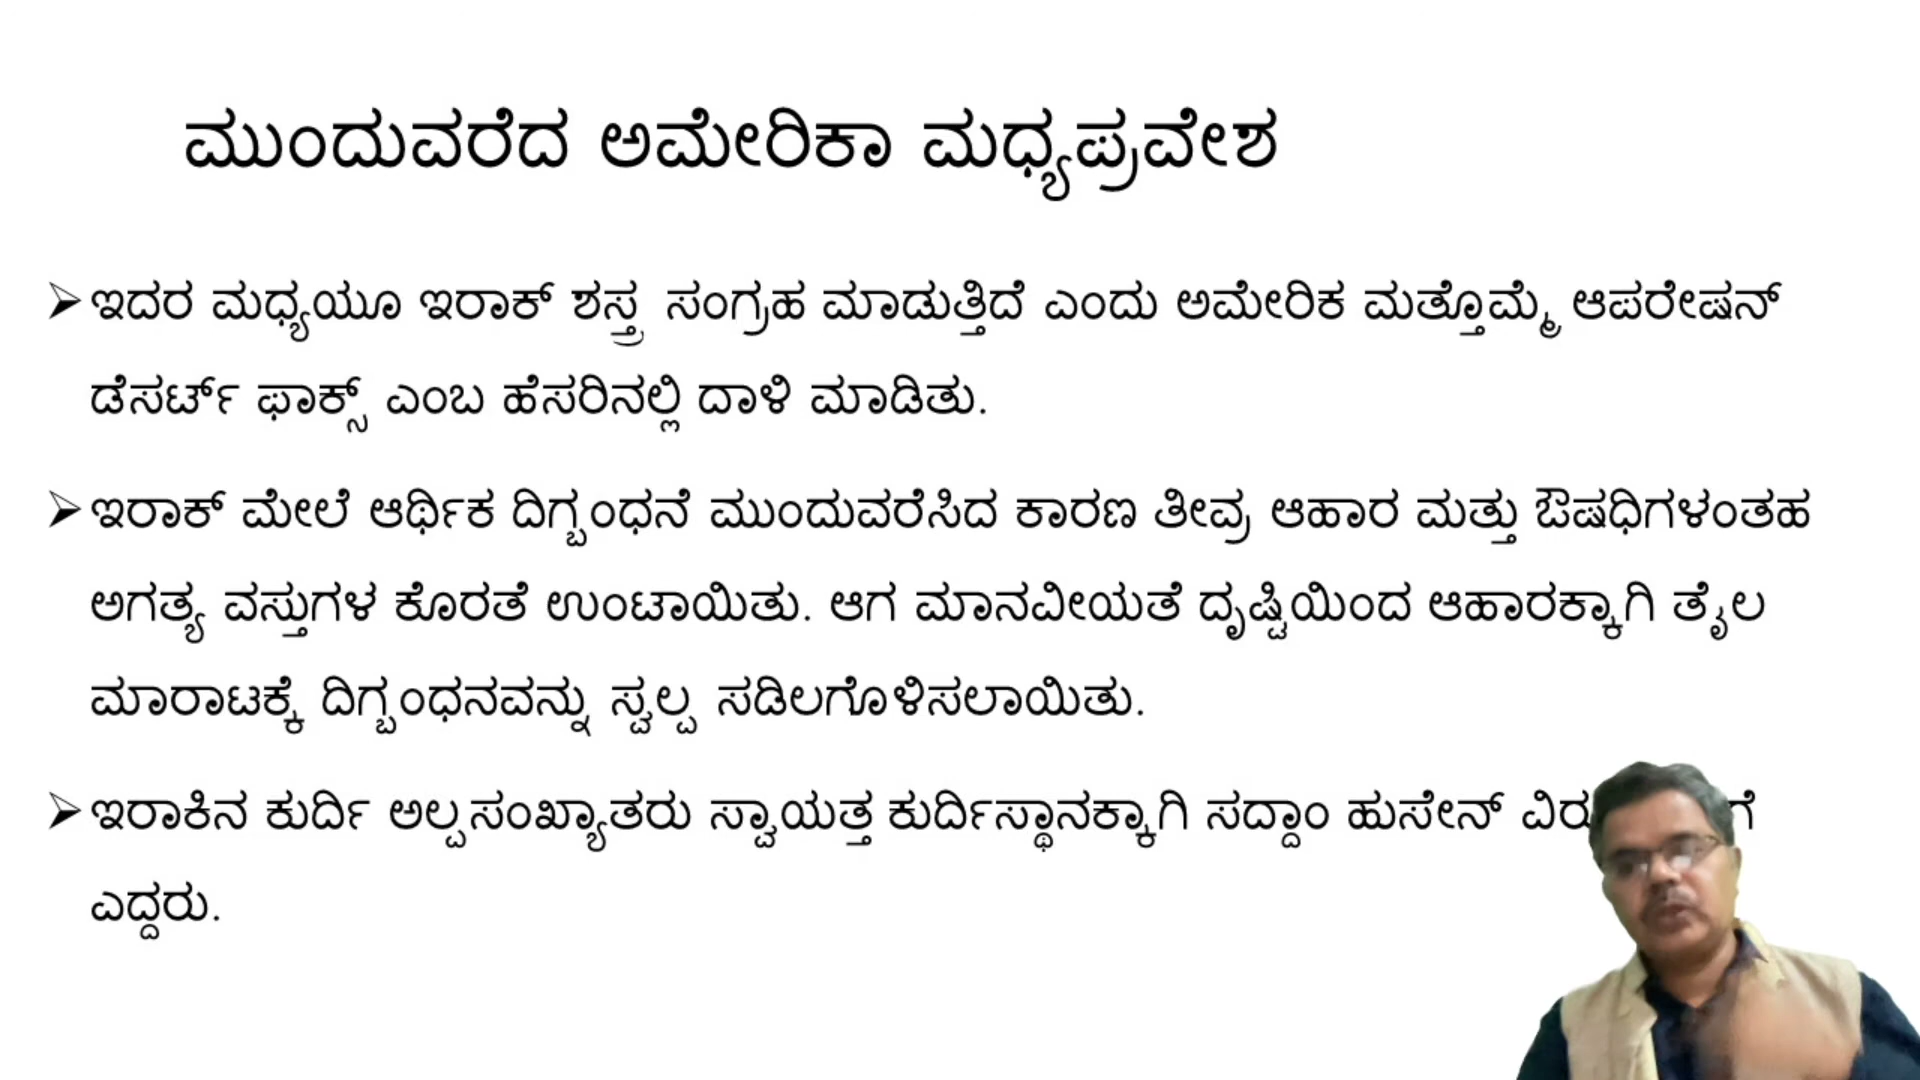 ಮುಂದುವರೆದ ಅಮೇರಿಕಾ ಮಧ್ಯಪ್ರವೇಶ
ಇದರ ಮಧ್ಯಯೂ ಇರಾಕ್ ಶಸ್ತ್ರ ಸಂಗ್ರಹ ಮಾಡುತ್ತಿದೆ ಎಂದು ಅಮೇರಿಕ ಮತ್ತೊಮ್ಮೆ ಆಪರೇಷನ್
ಡೆಸರ್ಟ್ ಫಾಕ್ಸ್ ಎಂಬ ಹೆಸರಿನಲ್ಲಿ ದಾಳಿ ಮಾಡಿತು.
ಇರಾಕ್ ಮೇಲೆ ಆರ್ಥಿಕ ದಿಗ್ಬಂಧನೆ ಮುಂದುವರೆಸಿದ ಕಾರಣ ತೀವ್ರ ಆಹಾರ ಮತ್ತು ಔಷಧಿಗಳಂತಹ
ಅಗತ್ಯ ವಸ್ತುಗಳ ಕೊರತೆ ಉಂಟಾಯಿತು. ಆಗ ಮಾನವೀಯತೆ ದೃಷ್ಟಿಯಿಂದ ಆಹಾರಕ್ಕಾಗಿ ತೈಲ
ಮಾರಾಟಕ್ಕೆ ದಿಗ್ಬಂಧನವನ್ನು ಸ್ವಲ್ಪ ಸಡಿಲಗೊಳಿಸಲಾಯಿತು.
ಇರಾಕಿನ ಕುರ್ದಿ ಅಲ್ಪಸಂಖ್ಯಾತರು ಸ್ವಾಯತ್ತ ಕುರ್ದಿಸ್ಥಾನಕ್ಕಾಗಿ ಸದ್ದಾಂ ಹುಸೇನ್
ಎದ್ದರು.